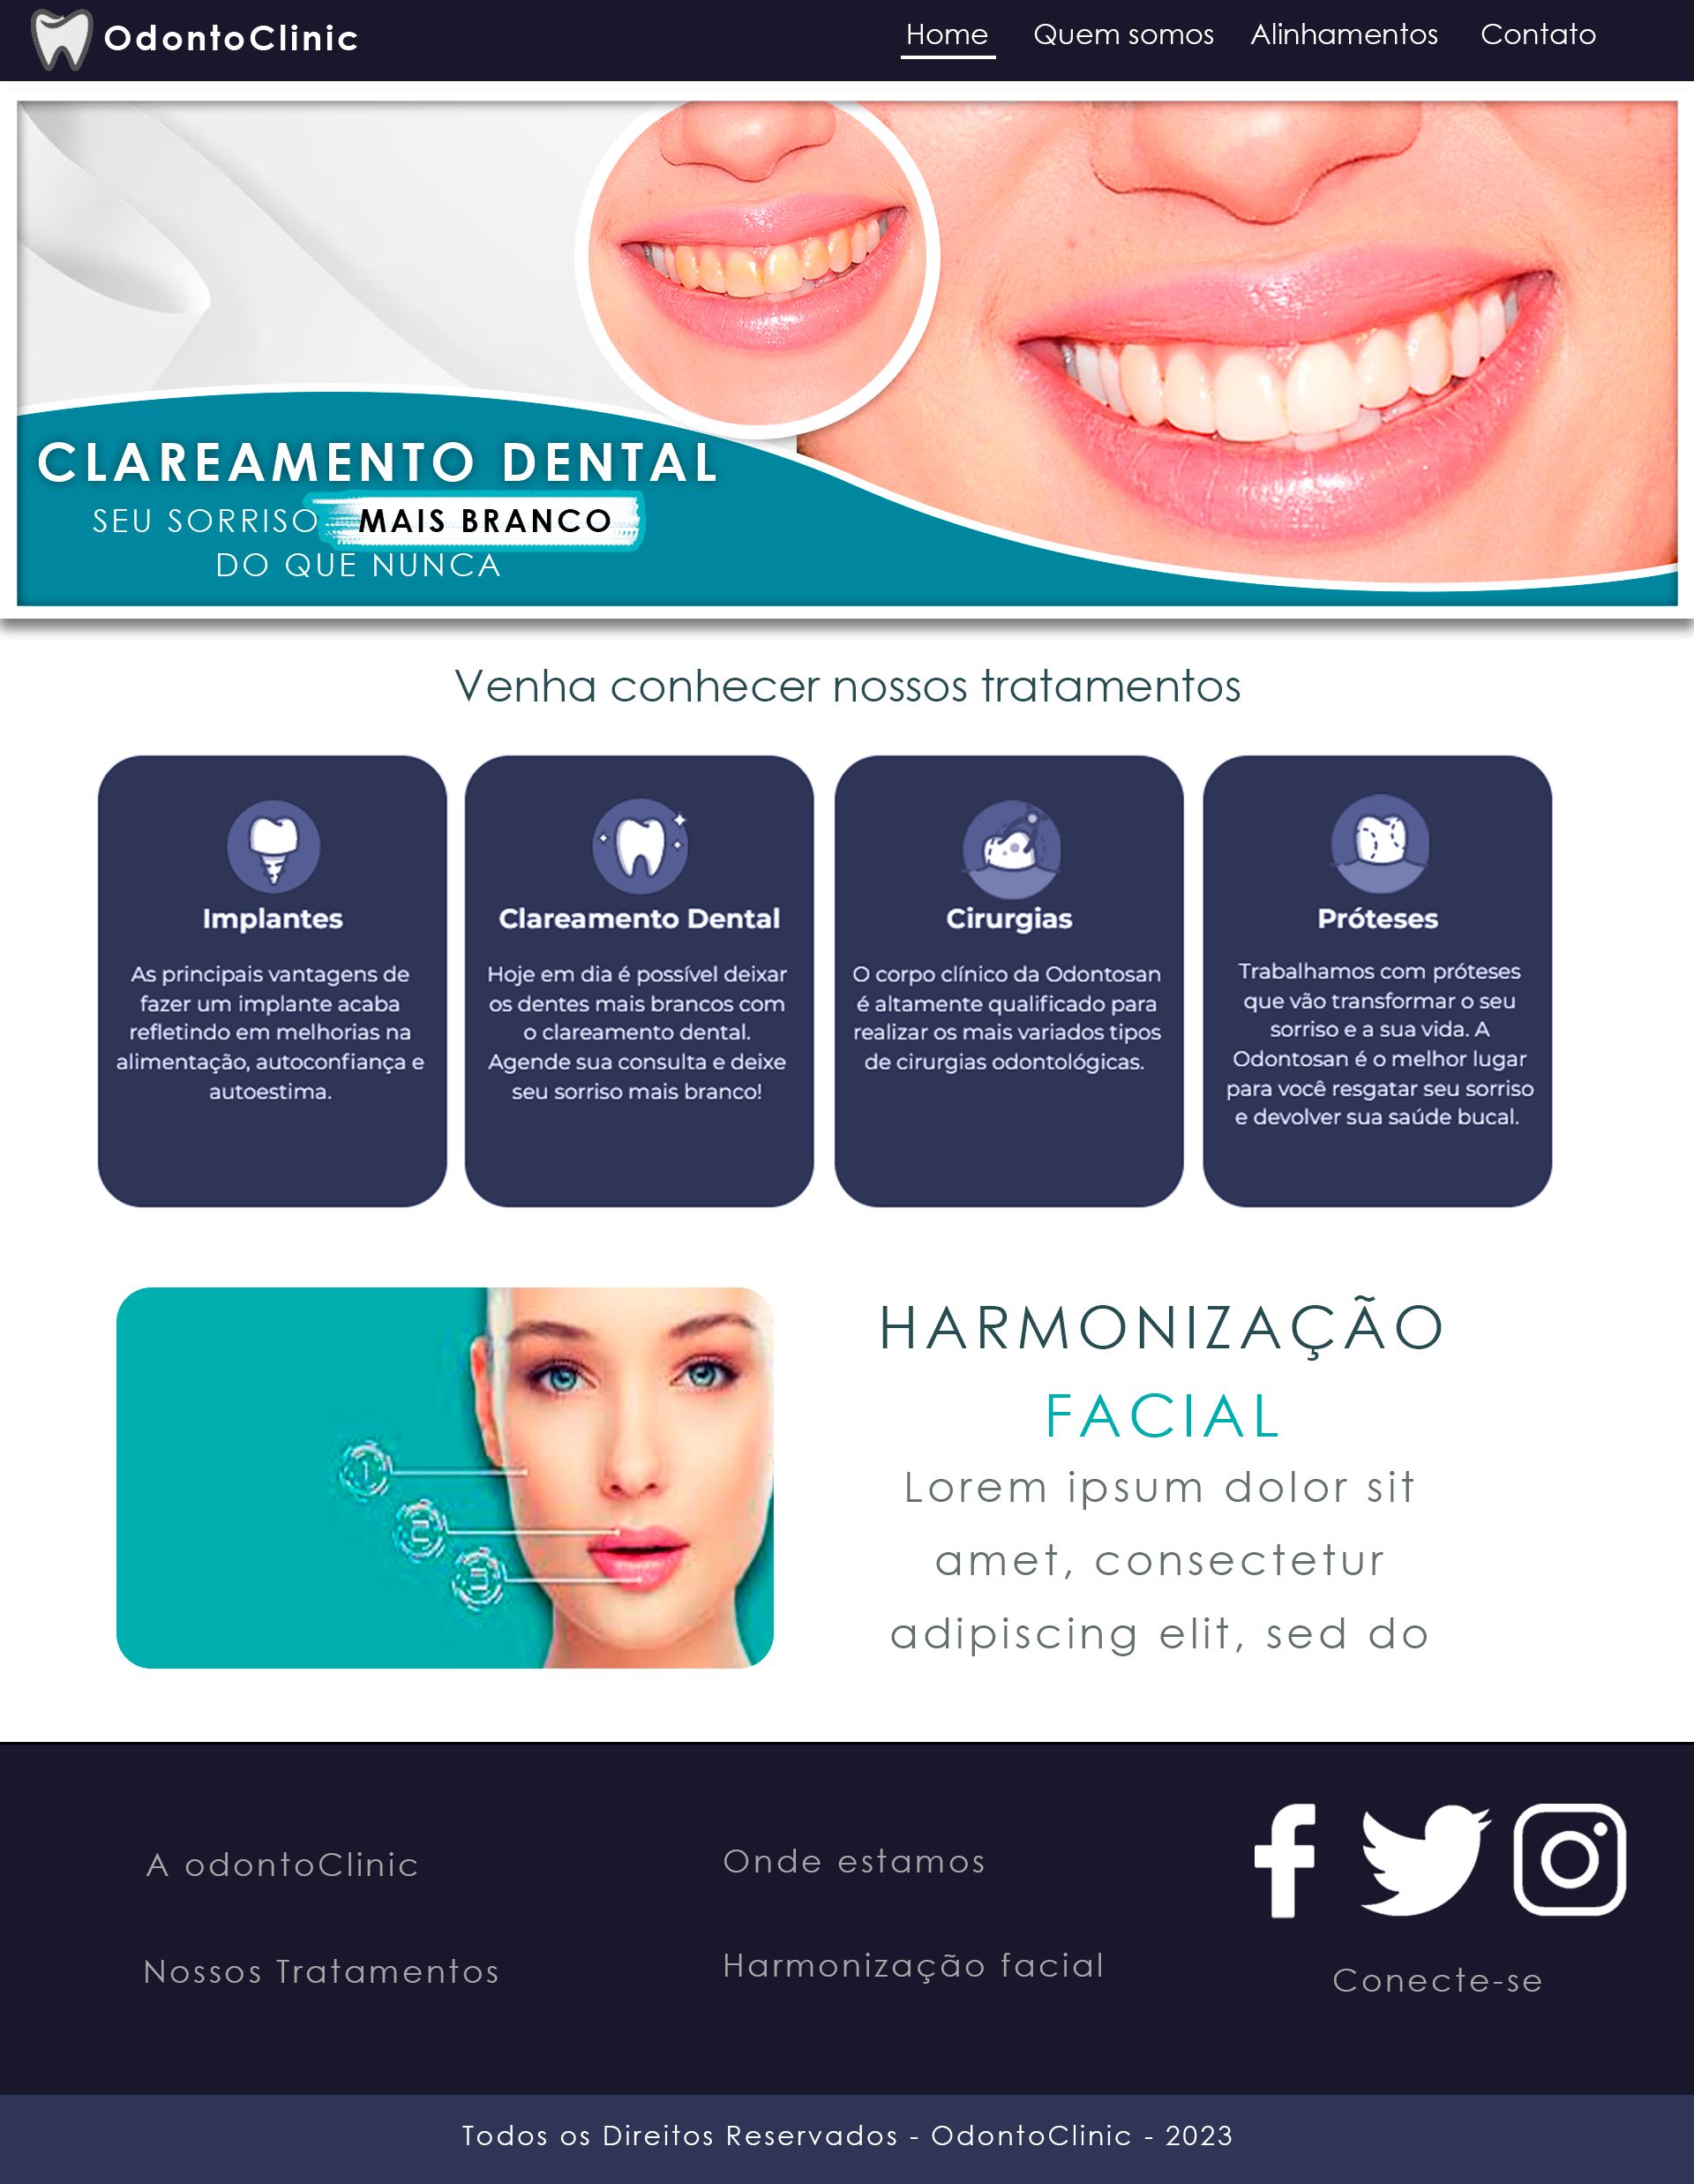 OdontoClinic
Home Quem somos Alinhamentos Contato
CLAREAMENTO DENTAL
SEU SORRISO MAIS BRANCO
DO QUE NUNCA
Venha conhecer nossos tratamentos
Implantes
As principais vantagens de
fazer um implante acaba
refletindo em melhorias na
alimentação, autoconfiança e
autoestima.
Clareamento Dental
Hoje em dia é possível deixar
os dentes mais brancos com
o clareamento dental.
Agende sua consulta e deixe
seu sorriso mais branco!
Cirurgias
O corpo clínico da Odontosan
é altamente qualificado para
realizar os mais variados tipos
de cirurgias odontológicas.
Próteses
Trabalhamos com próteses
que vão transformar o seu
sorriso e a sua vida. A
Odontosan é o melhor lugar
para você resgatar seu sorriso
e devolver sua saúde bucal.
1
2
3
HARMONIZAÇÃO
FACIAL
Lorem ipsum dolor sit
amet, consectetur
adipiscing elit, sed do
A odontoClinic
Nossos Tratamentos
Onde estamos
Harmonização facial
Conecte-se
Todos os Direitos Reservados - OdontoClinic - 2023